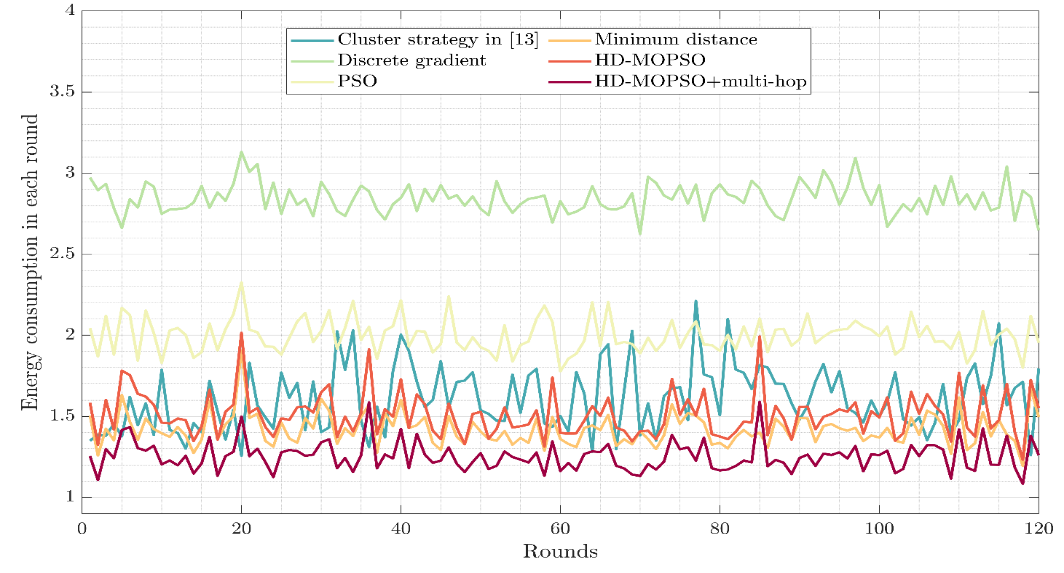 4
3.5
3
2.5
2
1.5
1
Energy consumption in each round
Cluster strategy in [13]
Discrete gradient
PSO
Minimum distance
HD-MOPSO
HD-MOPSO+multi-hop
0
20
40
60
80
100
120
Rounds